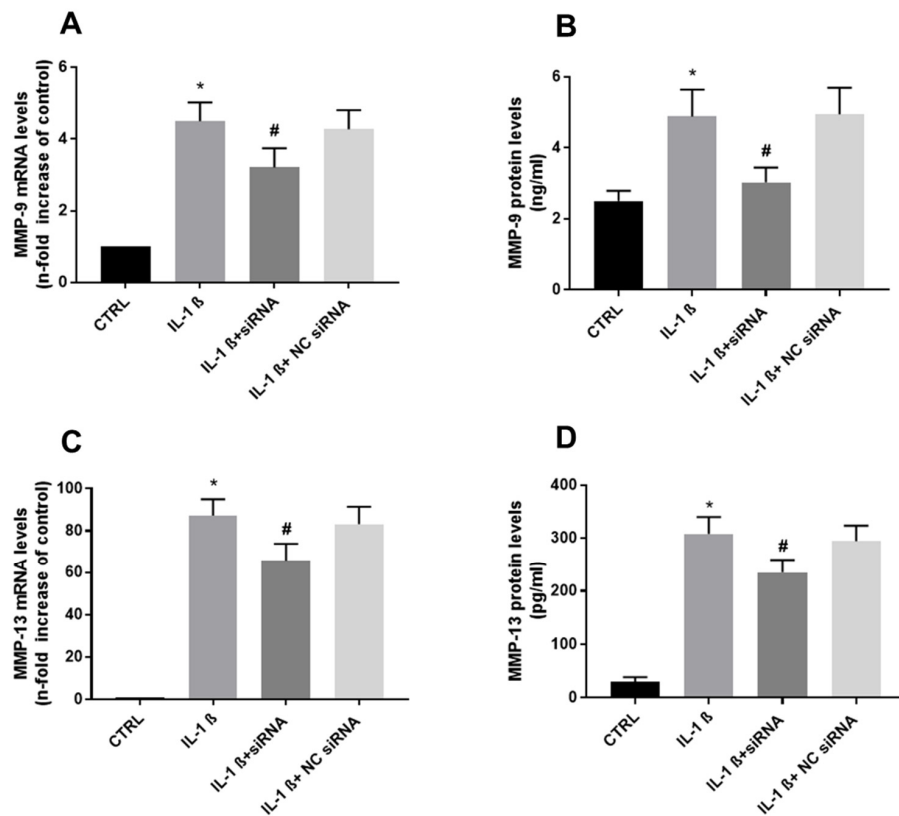 A
MMP-9 mRNA levels
(n-fold increase of control)
6
4
2
0
*
#
CTRL
IL-1 ß
IL-1 ß+siRNA
IL-1 ß+ NC siRNA
B
MMP-9 protein levels
(ng/ml)
6
4
2
0
*
#
CTRL
IL-1 ß
IL-1 ß+siRNA
IL-1 ß+ NC siRNA
C
MMP-13 mRNA levels
(n-fold increase of control)
100
80
60
40
20
0
*
#
CTRL
IL-1 ß
IL-1 ß+siRNA
IL-1 ß+ NC siRNA
D
MMP-13 protein levels
(pg/ml)
400
300
200
100
0
*
#
CTRL
IL-1 ß
IL-1 ß+siRNA
IL-1 ß+ NC siRNA